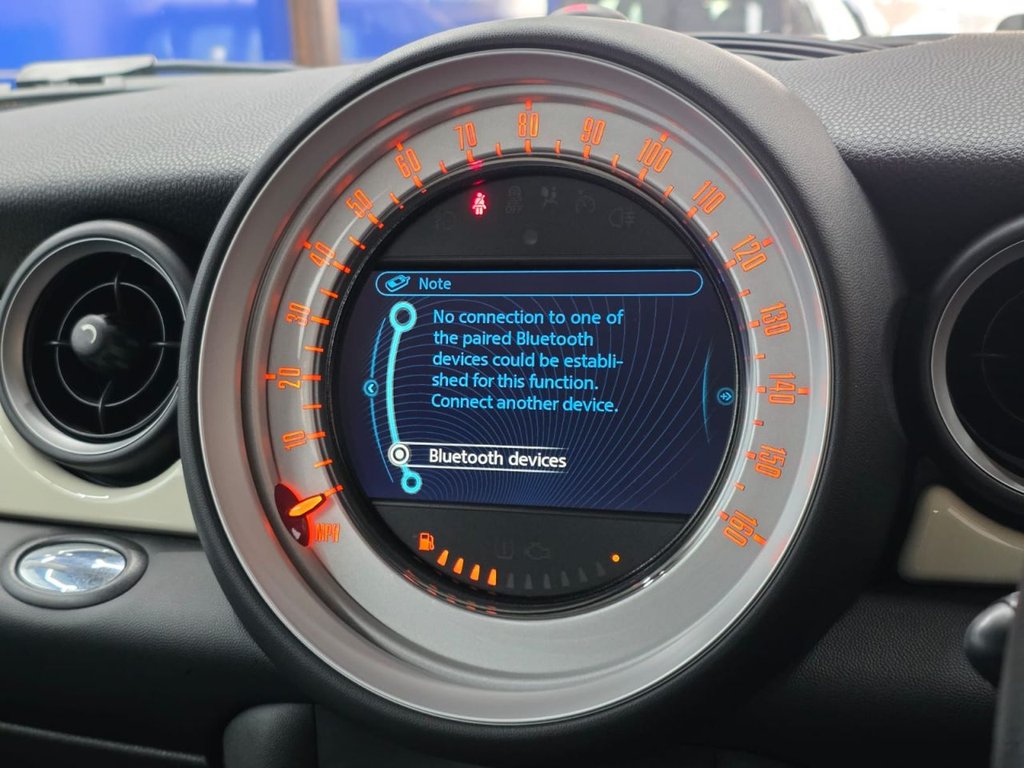 80
70
90
60
100
50
110
40
120
30
130
20
140
10
150
160
MPH
OFF
Note
No connection to one of
the paired Bluetooth
devices could be establi-
shed for this function.
Connect another device.
Bluetooth devices